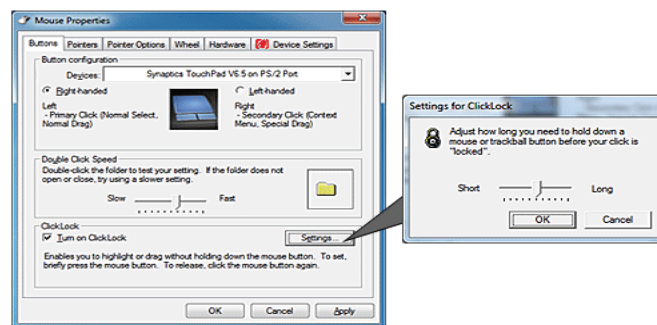 Mouse Properties
Buttons Pointers Pointer Options Wheel Hardware Device Settings
Button configuration
Devices: Synaptics TouchPad V6.5 on PS/2 Port
Right-handed Left-handed
Left
- Primary Click (Normal Select,
Normal Drag)
Right
- Secondary Click (Context
Menu, Special Drag)
Double Click Speed
Double-click the folder to test your setting. If the folder does not
open or close, try using a slower setting.
Slow Fast
ClickLock
Turn on ClickLock Settings...
Enables you to highlight or drag without holding down the mouse button. To set,
briefly press the mouse button. To release, click the mouse button again.
OK Cancel Apply
Settings for ClickLock
Adjust how long you need to hold down a
mouse or trackball button before your click is
"locked".
Short Long
OK Cancel